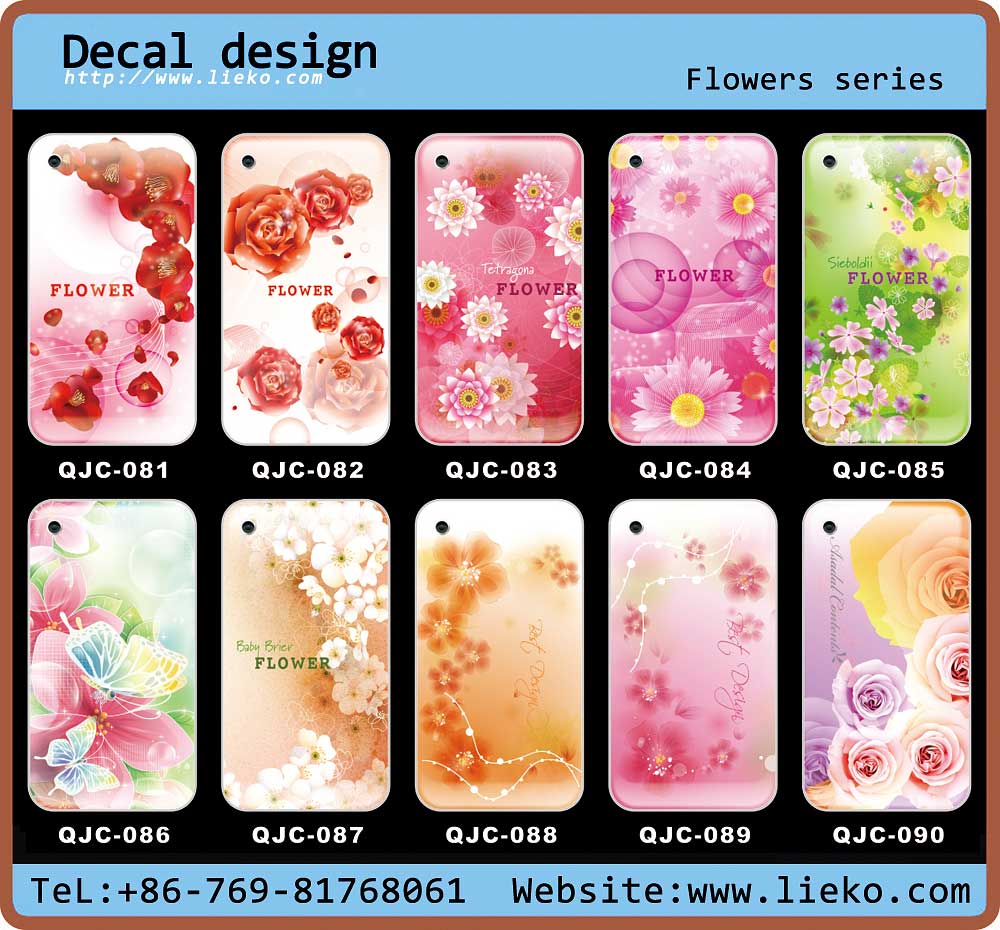 Decal design
http://www.lieko.com
Flowers series
FLOWER
FLOWER
Tetragona
FLOWER
FLOWER
Sieboldii
FLOWER
QJC-081
QJC-082
QJC-083
QJC-084
QJC-085
Baby Brier
FLOWER
Best Design
Best Design
Asadal Contents
QJC-086
QJC-087
QJC-088
QJC-089
QJC-090
TeL:+86-769-81768061
Website:www.lieko.com